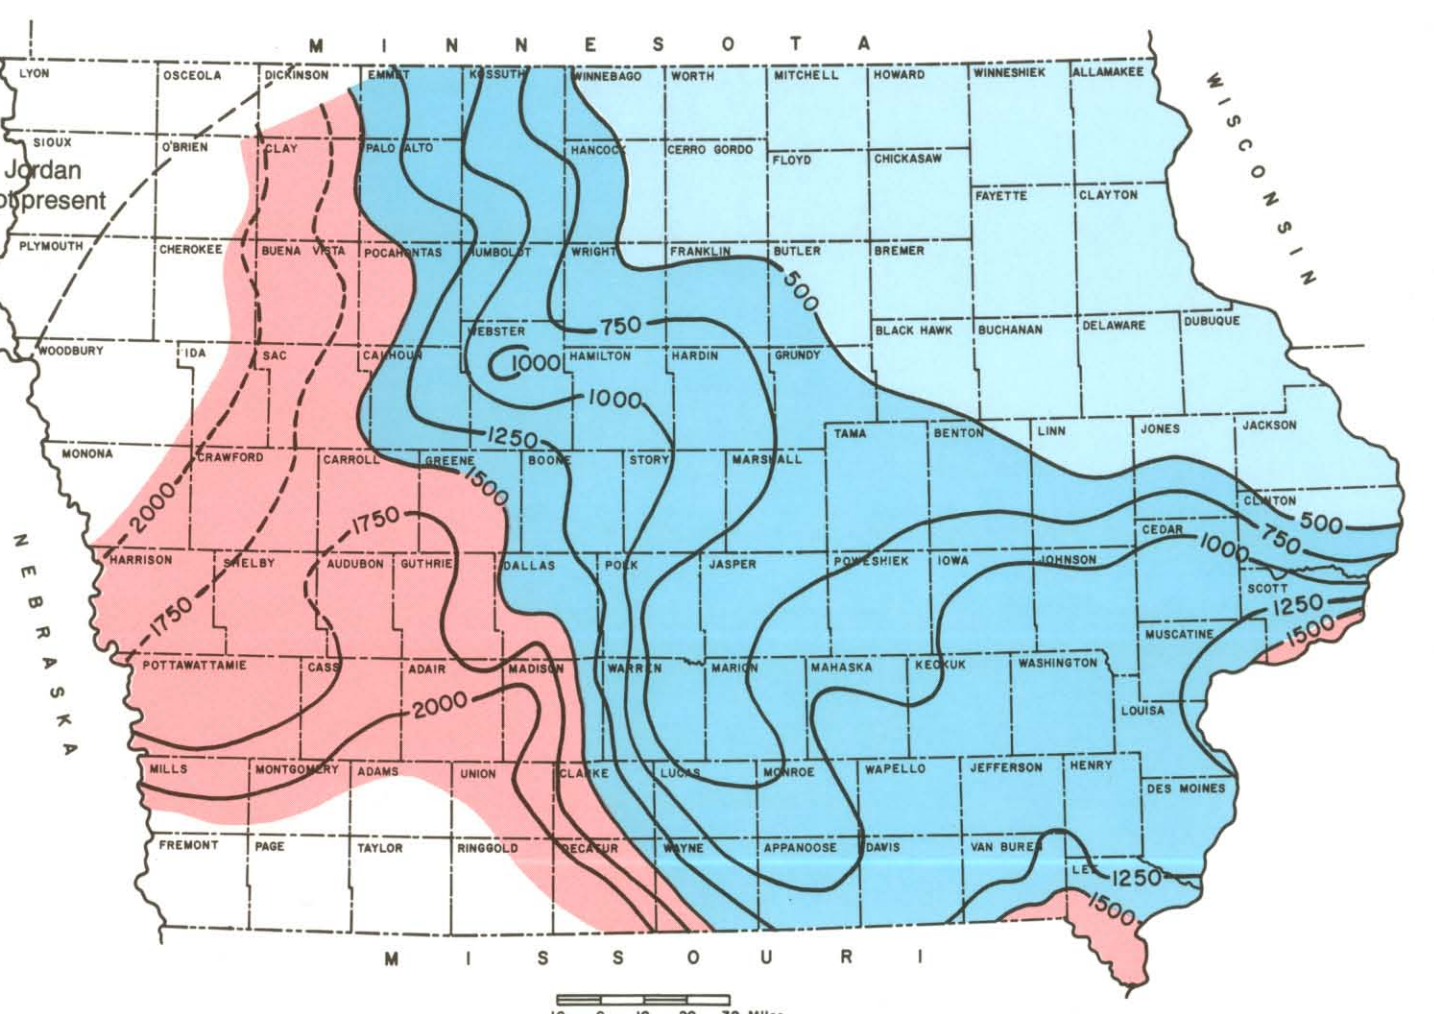 M I N N E S O T A
LYON OSCEOLA DICKINSON EMMET KOSSUTH WINNEBAGO WORTH MITCHELL HOWARD WINNESHIEK ALLAMAKEE
W I S C O N S I N
SIOUX O'BRIEN CLAY PALO ALTO HANCOCK CERRO GORDO FLOYD CHICKASAW
Jordan
present
FAYETTE CLAYTON
PLYMOUTH CHEROKEE BUENA VISTA POCAHONTAS HUMBOLDT WRIGHT FRANKLIN BUTLER BREMER
500
750
WEBSTER BLACK HAWK BUCHANAN DELAWARE DUBUQUE
WOODBURY IDA SAC CALHOUN 1000 HAMILTON HARDIN GRUNDY
1000
1250
TAMA BENTON LINN JONES JACKSON
MONONA CRAWFORD CARROLL GREENE BOONE STORY MARSHALL
1500
2000
1750
CLINTON 500
CEDAR 750
1000
HARRISON SHELBY AUDUBON GUTHRIE DALLAS POLK JASPER POWESHIEK IOWA JOHNSON
N E B R A S K A
SCOTT
1250
1750
1500
MUSCATINE
POTTAWATTAMIE CASS ADAIR MADISON WARREN MARION MAHASKA KEOKUK WASHINGTON
2000
LOUISA
MILLS MONTGOMERY ADAMS UNION CLARKE LUCAS MONROE WAPELLO JEFFERSON HENRY
DES MOINES
FREMONT PAGE TAYLOR RINGGOLD DECATUR WAYNE APPANOOSE DAVIS VAN BUREN
LEE 1250
1500
M I S S O U R I